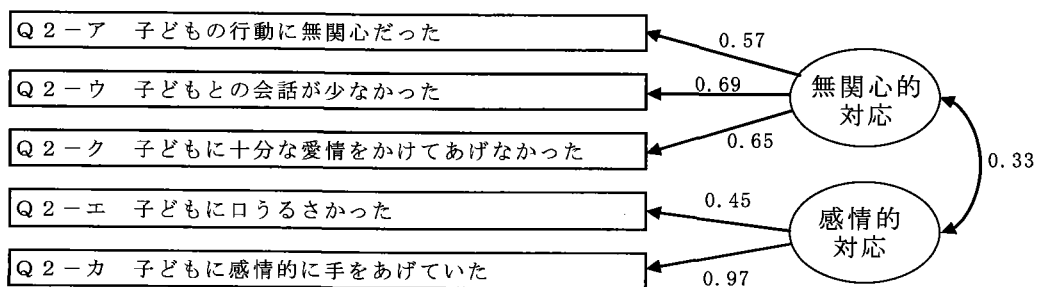 Q2-ア 子どもの行動に無関心だった
0.57
Q2-ウ 子どもとの会話が少なかった
0.69
無関心的
対応
Q2-ク 子どもに十分な愛情をかけてあげなかった
0.65
0.33
Q2-エ 子どもに口うるさかった
0.45
感情的
対応
Q2-カ 子どもに感情的に手をあげていた
0.97